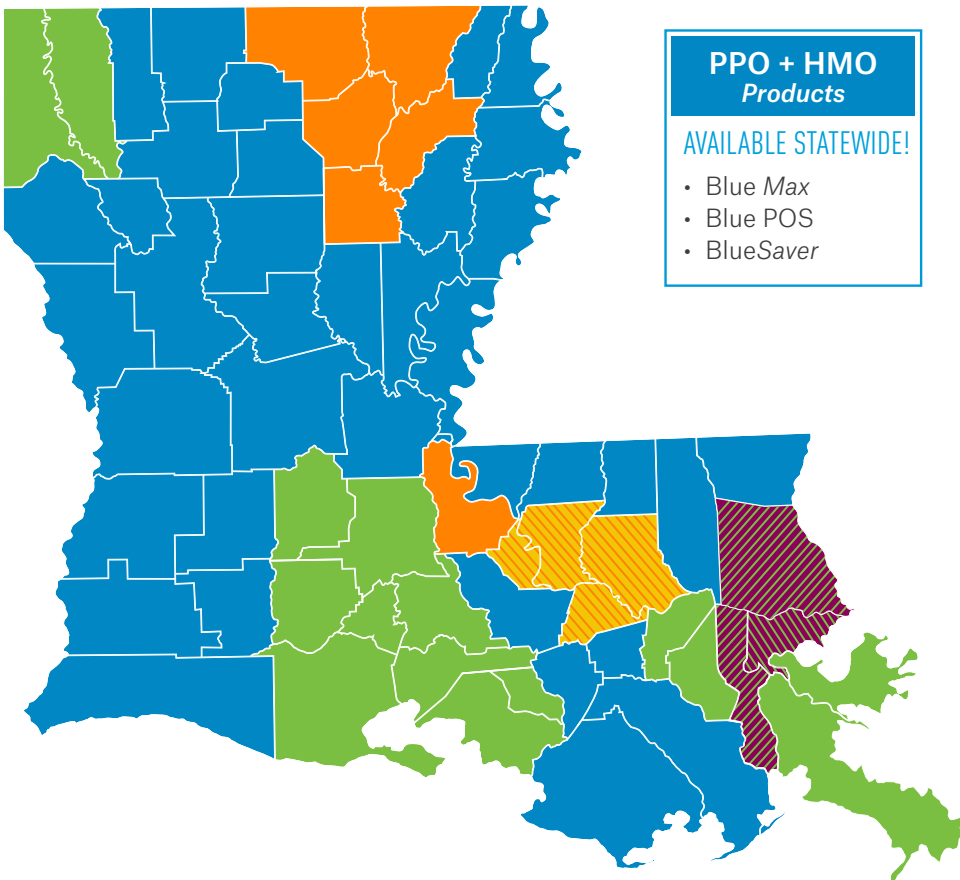 PPO + HMO
Products
AVAILABLE STATEWIDE!
• Blue Max
• Blue POS
• BlueSaver